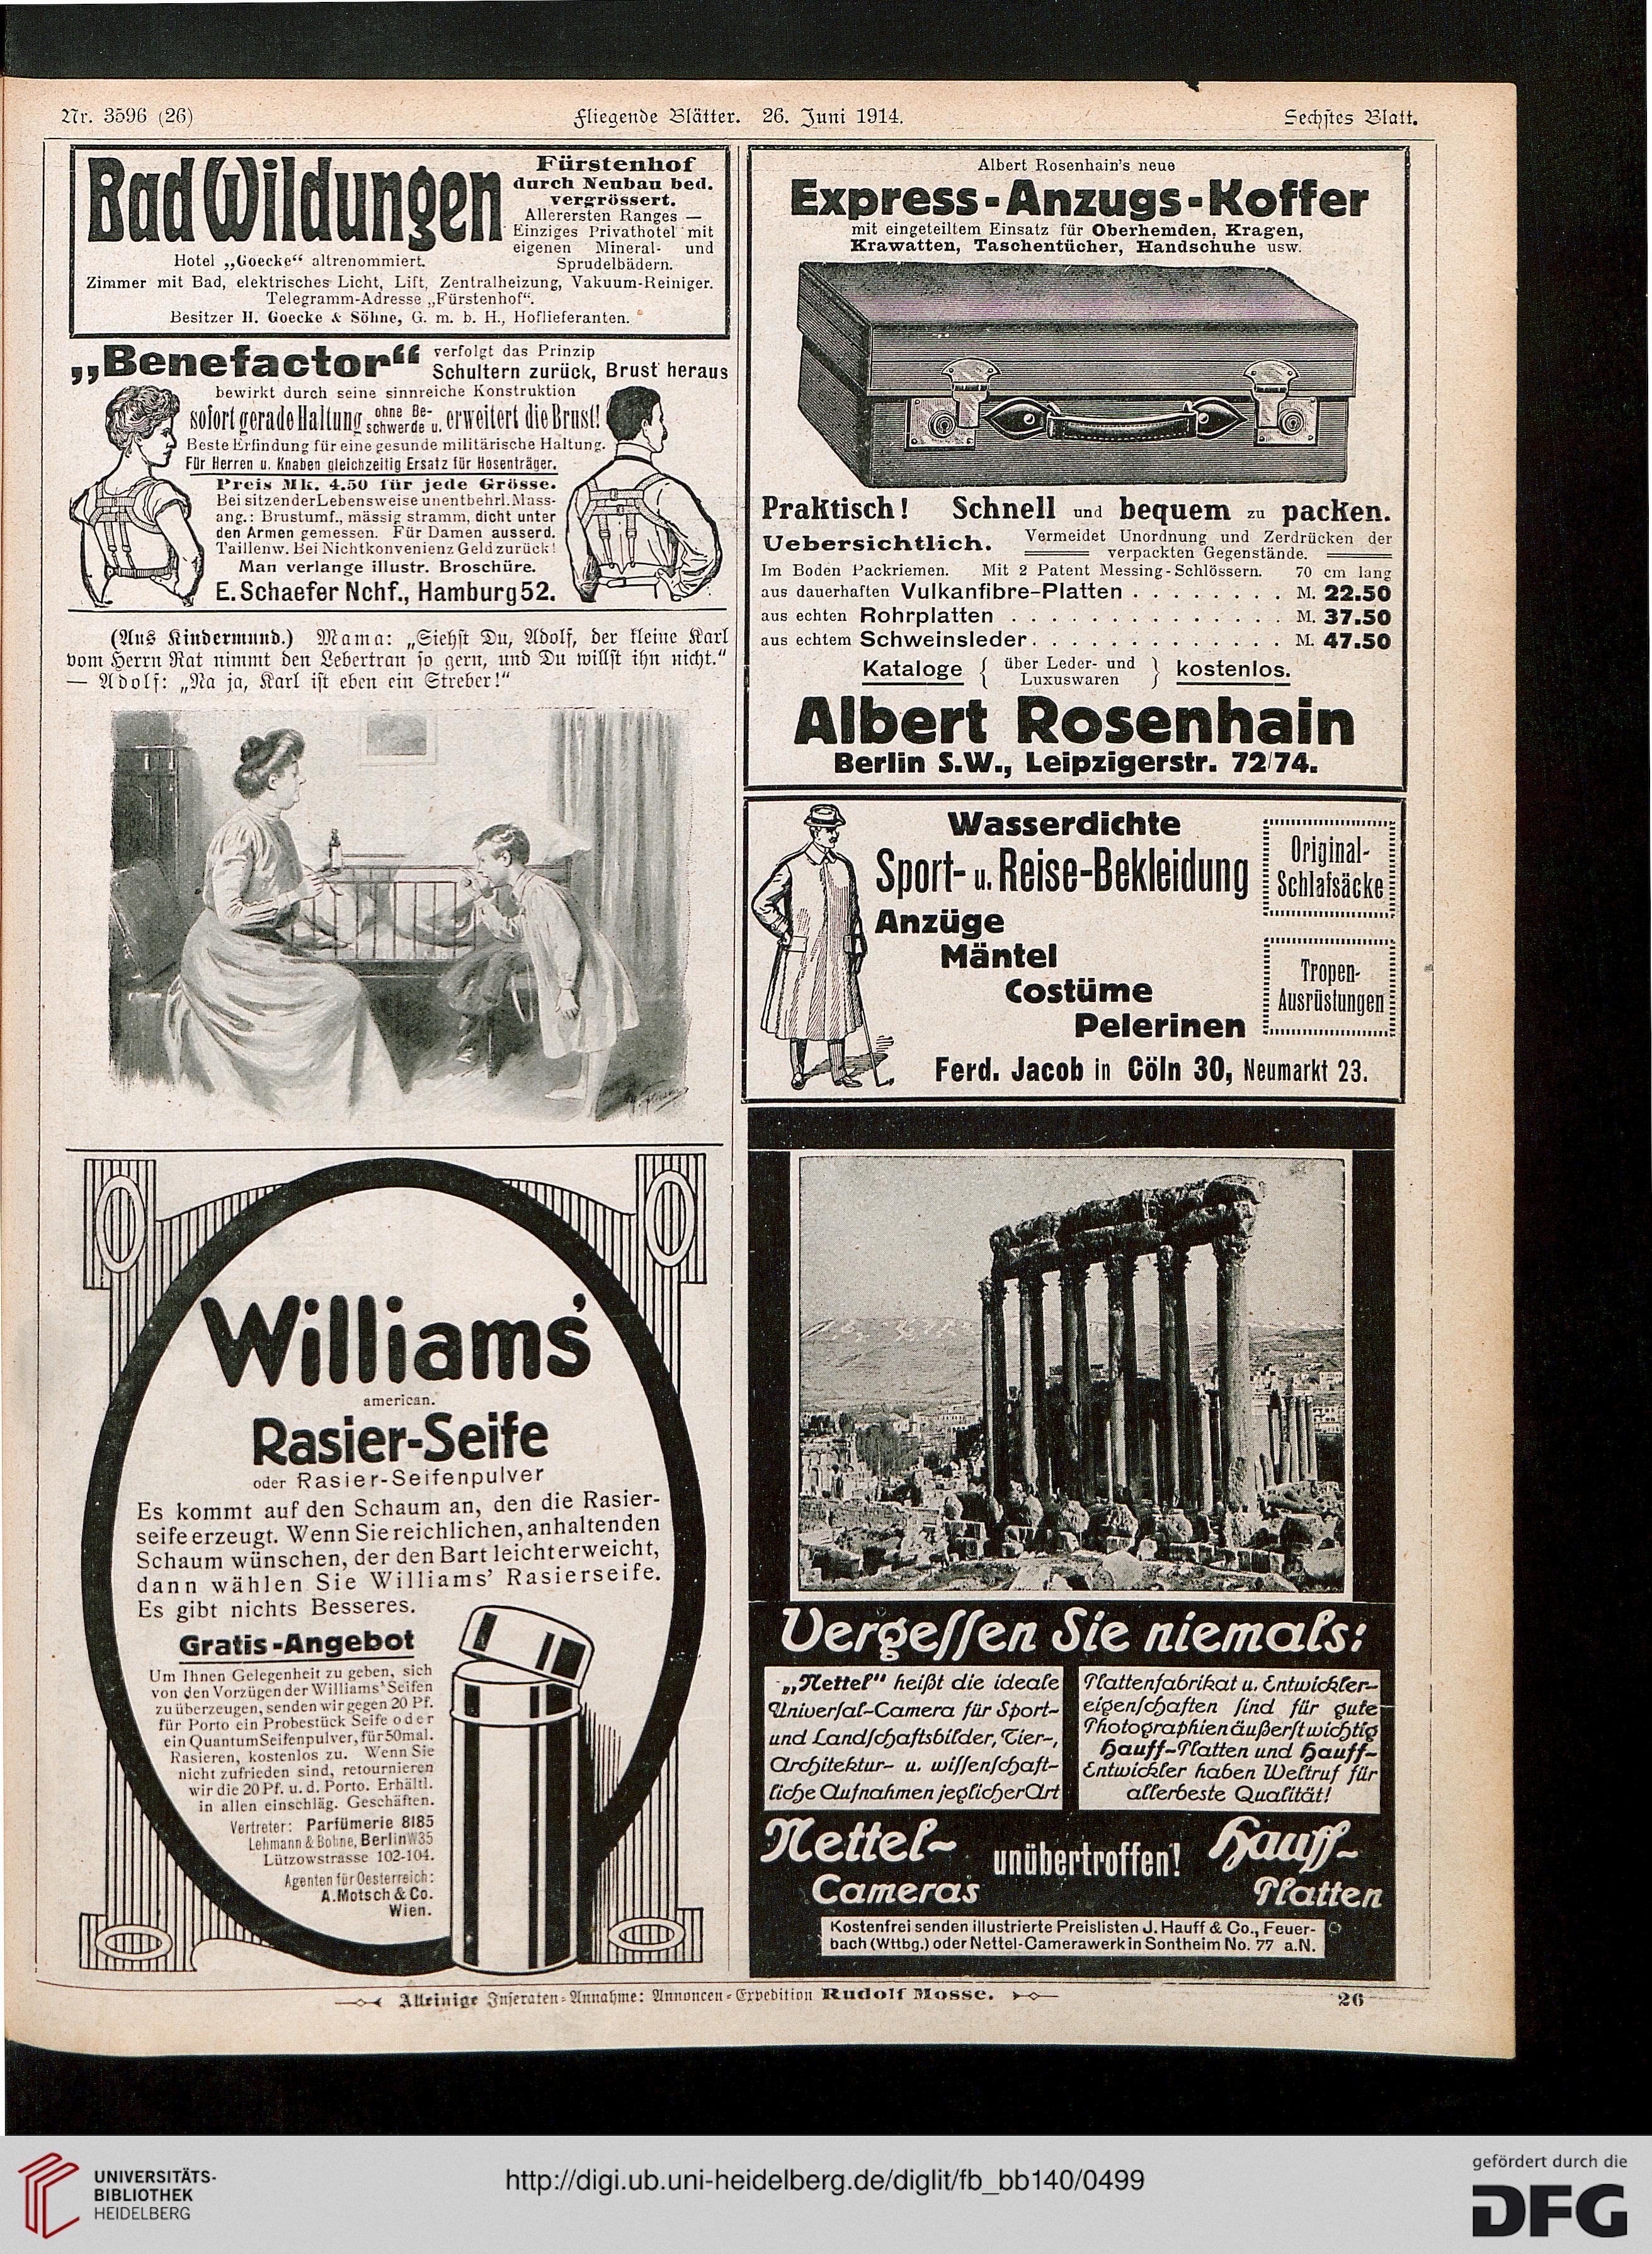 Nr. 3596 (26)
Fliegende Blätter. 26. Juni 1914.
Sechstes Blatt.
Bad Wildungen
Fürstenhof
durch Neubau bed.
vergrössert.
Allerersten Ranges —
Einziges Privathotel mit
eigenen Mineral- und
Sprudelbädern.
Hotel „Goecke“ altrenommiert.
Zimmer mit Bad, elektrisches Licht, Lift, Zentralheizung, Vakuum-Reiniger.
Telegramm-Adresse „Fürstenhof“.
Besitzer H. Goecke & Söhne, G. m. b. H., Hoflieferanten.
„Benefactor“ verfolgt das Prinzip
Schultern zurück, Brust heraus
bewirkt durch seine sinnreiche Konstruktion
sofort gerade Haltung ohne Be-
schwerde u. erweitert die Brust!
Beste Erfindung für eine gesunde militärische Haltung.
Für Herren u. Knaben gleichzeitig Ersatz für Hosenträger.
Preis Mk. 4.50 für jede Grösse.
Bei sitzender Lebensweise unentbehrl. Mass-
ang.: Brustumf., mässig stramm, dicht unter
den Armen gemessen. Für Damen ausserd.
Taillenw. Bei Nichtkonvenienz Geld zurück!
Man verlange illustr. Broschüre.
E. Schaefer Nchf., Hamburg 52.
(Aus Kindermund.) Mama: „Siehst Du, Adolf, der kleine Karl
vom Herrn Rat nimmt den Lebertran so gern, und Du willst ihn nicht.“
— Adolf: „Na ja, Karl ist eben ein Streber!“
Williams'
american.
Rasier-Seife
oder Rasier-Seifenpulver
Es kommt auf den Schaum an, den die Rasier-
seife erzeugt. Wenn Sie reichlichen, anhaltenden
Schaum wünschen, der den Bart leicht erweicht,
dann wählen Sie Williams' Rasierseife.
Es gibt nichts Besseres.
Gratis-Angebot
Um Ihnen Gelegenheit zu geben, sich
von den Vorzügen der Williams' Seifen
zu überzeugen, senden wir gegen 20 Pf.
für Porto ein Probestück Seife oder
ein Quantum Seifenpulver, für 50mal.
Rasieren, kostenlos zu. Wenn Sie
nicht zufrieden sind, retournieren
wir die 20 Pf. u. d. Porto. Erhältl.
in allen einschläg. Geschäften.
Vertreter: Parfümerie 8185
Lehmann & Bohne, Berlin W35
Lützowstrasse 102-104.
Agenten für Oesterreich:
A. Motsch & Co.
Wien.
Albert Rosenhain's neue
Express-Anzugs-Koffer
mit eingeteiltem Einsatz für Oberhemden, Kragen,
Krawatten, Taschentücher, Handschuhe usw.
Praktisch! Schnell und bequem zu packen.
Uebersichtlich. Vermeidet Unordnung und Zerdrücken der
verpackten Gegenstände.
Im Boden Packriemen. Mit 2 Patent Messing-Schlössern. 70 cm lang
aus dauerhaften Vulkanfibre-Platten . . . . . . . . M. 22.50
aus echten Rohrplatten . . . . . . . . . . . . . . M. 37.50
aus echtem Schweinsleder . . . . . . . . . . . . . M. 47.50
Kataloge { über Leder- und
Luxuswaren } kostenlos.
Albert Rosenhain
Berlin S.W., Leipzigerstr. 72/74.
Wasserdichte
Sport- u. Reise-Bekleidung
Anzüge
Mäntel
Costüme
Pelerinen
Original-
Schlafsäcke
Tropen-
Ausrüstungen
Ferd. Jacob in Cöln 30, Neumarkt 23.
Vergessen Sie niemals:
„Nettel“ heißt die ideale
Universal-Camera für Sport-
und Landschaftsbilder, Tier-,
Architektur- u. wissenschaft-
liche Aufnahmen jeglicher Art
Plattenfabrikat u. Entwickler-
eigenschaften sind für gute
Photographien äußerst wichtig
Hauff-Platten und Hauff-
Entwickler haben Weltruf für
allerbeste Qualität!
Nettel-
Cameras
unübertroffen!
Hauff-
Platten
Kostenfrei senden illustrierte Preislisten J. Hauff & Co., Feuer-
bach (Wttbg.) oder Nettel-Camerawerk in Sontheim No. 77 a.N.
Alleinige Inseraten-Annahme: Annoncen-Expedition Rudolf Mosse.
26
UNIVERSITÄTS-
BIBLIOTHEK
HEIDELBERG
http://digi.ub.uni-heidelberg.de/diglit/fb_bb140/0499
gefördert durch die
DFG